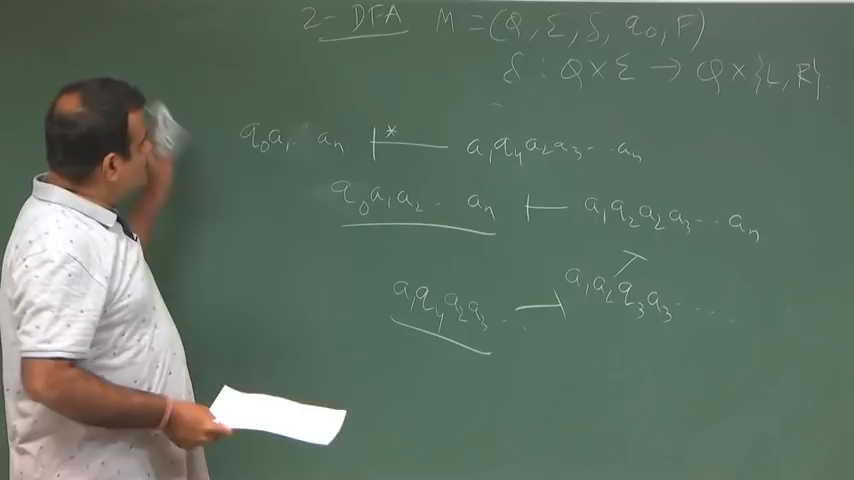 2-DFA M = (Q, Σ, δ, q₀, F)
δ : Q × Σ → Q × {L, R}.
q₀a₁ .. aₙ ⊢* a₁q₄a₂a₃ .. aₙ
q₀a₁a₂ .. aₙ ⊢ a₁q₂a₂a₃ .. aₙ
a₁q₄a₂a₃ .. ⊣ a₁a₂q₃a₃ ....